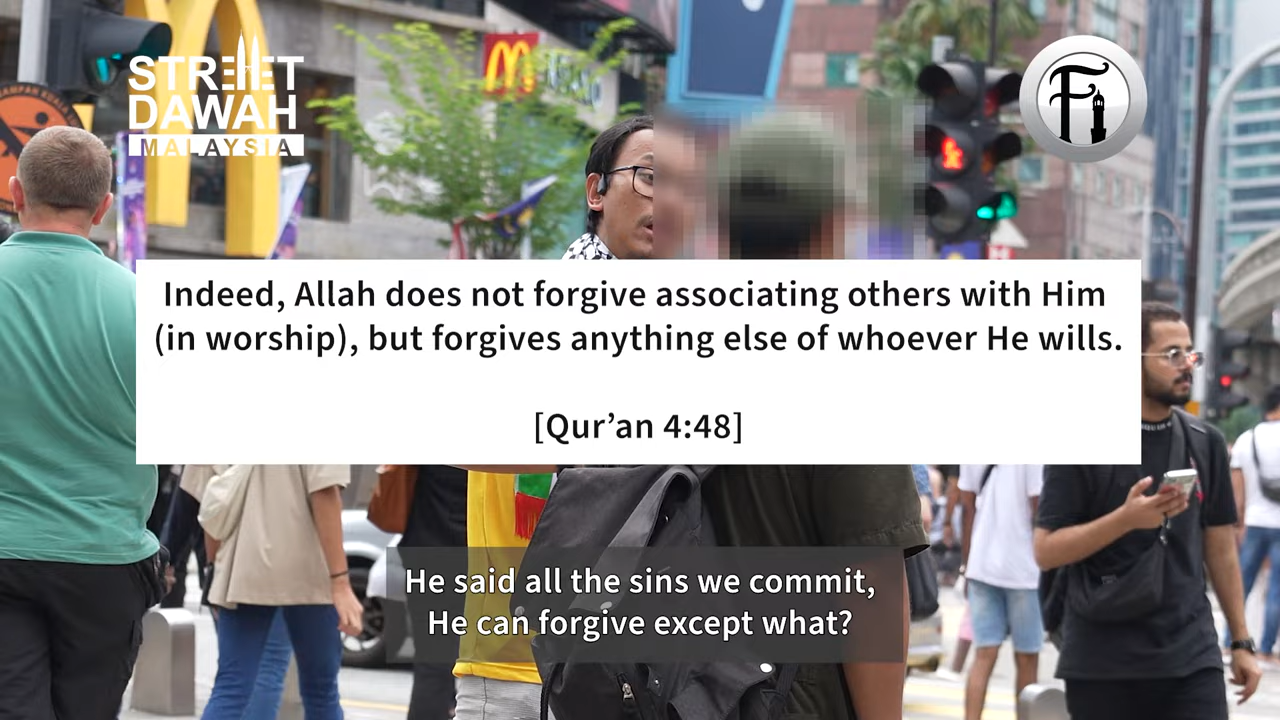 STREET
DAWAH
MALAYSIA
Fi
Indeed, Allah does not forgive associating others with Him
(in worship), but forgives anything else of whoever He wills.
[Qur’an 4:48]
He said all the sins we commit,
He can forgive except what?